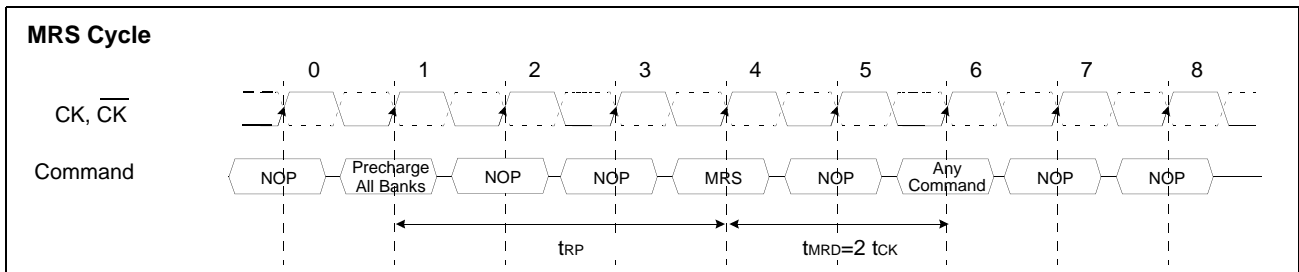 MRS Cycle
0 1 2 3 4 5 6 7 8
CK, C̅K̅
Command
NOP Precharge All Banks NOP NOP MRS NOP Any Command NOP NOP
tRP tMRD=2 tCK